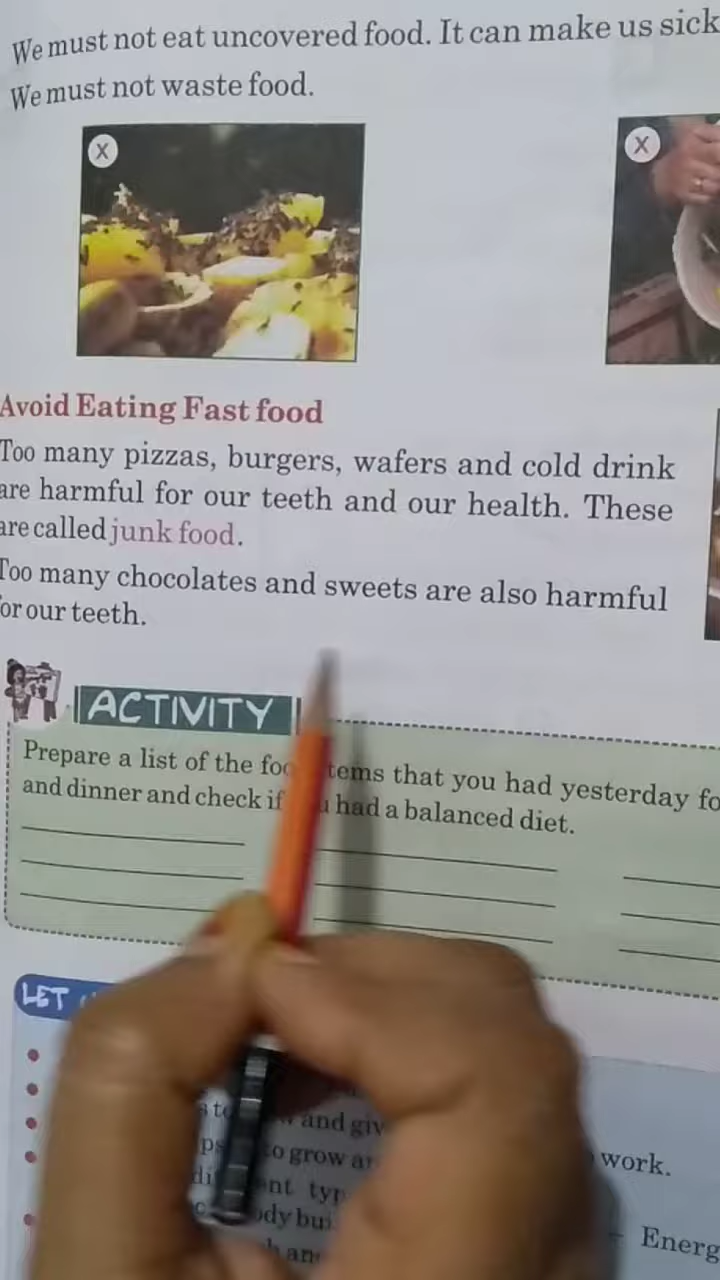 We must not eat uncovered food. It can make us sick
We must not waste food.
X
X
Avoid Eating Fast food
Too many pizzas, burgers, wafers and cold drink
are harmful for our teeth and our health. These
are called junk food.
Too many chocolates and sweets are also harmful
for our teeth.
ACTIVITY
Prepare a list of the tems that you had yesterday fo
and dinner and check if had a balanced diet.
LET
and giv
to grow
work.
typ
Energ